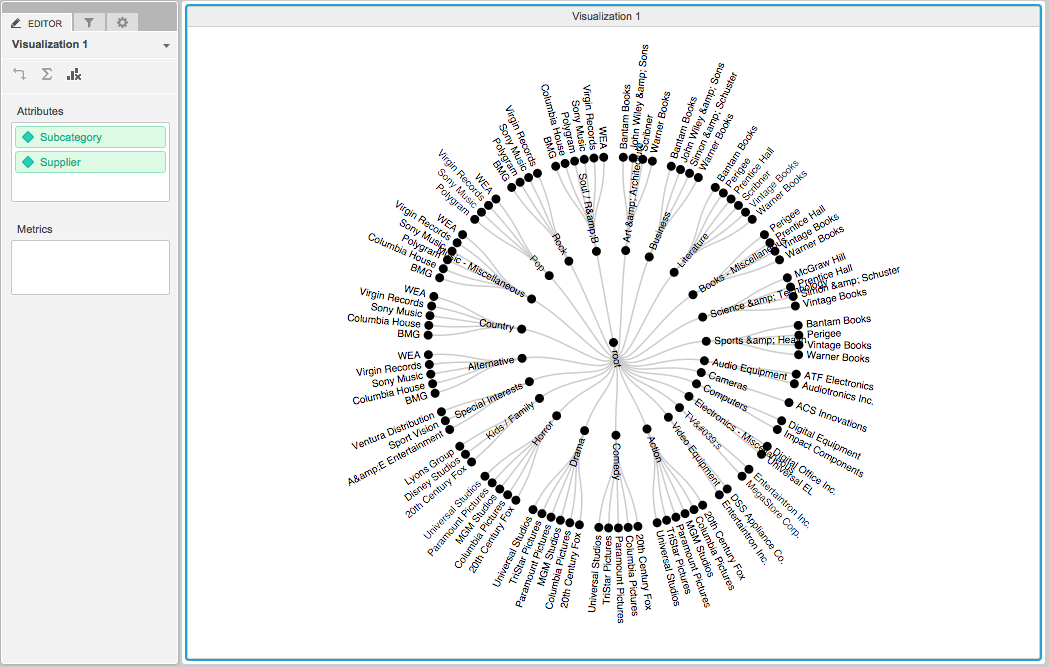 EDITOR
Visualization 1
Attributes
Subcategory
Supplier
Metrics
Visualization 1
root
Art &amp; Architecture
Bantam Books
John Wiley &amp; Sons
Scribner
Warner Books
Business
Bantam Books
John Wiley &amp; Sons
Simon &amp; Schuster
Warner Books
Literature
Bantam Books
Perigee
Prentice Hall
Scribner
Vintage Books
Warner Books
Books - Miscellaneous
Perigee
Prentice Hall
Vintage Books
Warner Books
Science &amp; Technology
McGraw Hill
Prentice Hall
Simon &amp; Schuster
Vintage Books
Sports &amp; Health
Bantam Books
Perigee
Vintage Books
Warner Books
Audio Equipment
ATF Electronics
Audiotronics Inc.
Cameras
ACS Innovations
Computers
Digital Equipment
Impact Components
Electronics - Miscellaneous
Digital Office Inc.
Universal EL
TV&#039;s
Entertaintron Inc.
MegaStore Corp.
Video Equipment
DSS Appliance Co.
Entertaintron Inc.
Action
20th Century Fox
Columbia Pictures
MGM Studios
Paramount Pictures
TriStar Pictures
Universal Studios
Comedy
20th Century Fox
Columbia Pictures
Paramount Pictures
TriStar Pictures
Universal Studios
Drama
20th Century Fox
Columbia Pictures
MGM Studios
Paramount Pictures
TriStar Pictures
Universal Studios
Horror
20th Century Fox
Columbia Pictures
MGM Studios
Paramount Pictures
Universal Studios
Kids / Family
20th Century Fox
Disney Studios
Lyons Group
Special Interests
A&amp;E Entertainment
Sport Vision
Ventura Distribution
Alternative
BMG
Columbia House
Sony Music
Virgin Records
WEA
Country
BMG
Columbia House
Sony Music
Virgin Records
WEA
Music - Miscellaneous
BMG
Columbia House
Polygram
Sony Music
Virgin Records
WEA
Pop
Polygram
Sony Music
Virgin Records
WEA
Rock
BMG
Polygram
Sony Music
Virgin Records
Soul / R&amp;B
BMG
Columbia House
Polygram
Sony Music
Virgin Records
WEA